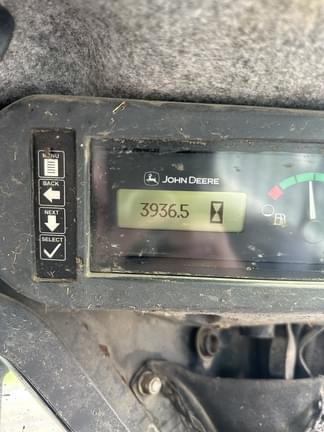 MENU
BACK
NEXT
SELECT
JOHN DEERE
3936.5